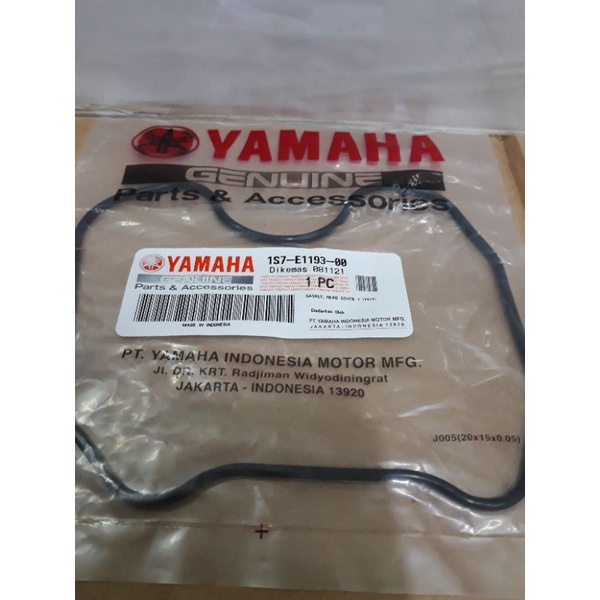 YAMAHA
GENUINE
Parts & Accessories
YAMAHA
GENUINE
Parts & Accessories
MADE IN INDONESIA
1S7-E1193-00
Dikemas 081121
1 PC
GASKET, HEAD COVER 1
Diedarkan Oleh
PT. YAMAHA INDONESIA MOTOR MFG.
JAKARTA - INDONESIA 13920
PT. YAMAHA INDONESIA MOTOR MFG.
Jl. DR. KRT. Radjiman Widyodiningrat
JAKARTA - INDONESIA 13920
J005(20x15x0.05)